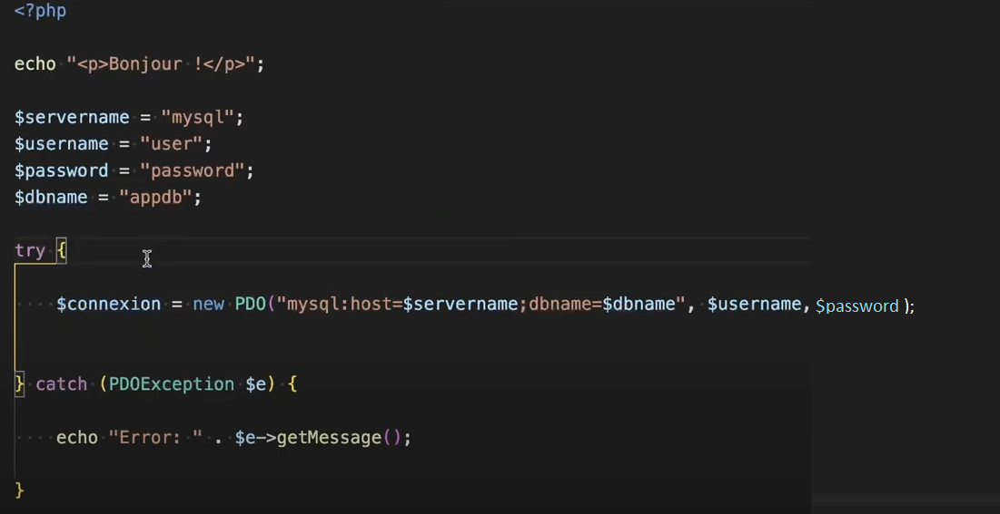 <?php
echo "<p>Bonjour !</p>";
$servername = "mysql";
$username = "user";
$password = "password";
$dbname = "appdb";
try {
$connexion = new PDO("mysql:host=$servername;dbname=$dbname", $username, $password );
} catch (PDOException $e) {
echo "Error: " . $e->getMessage();
}